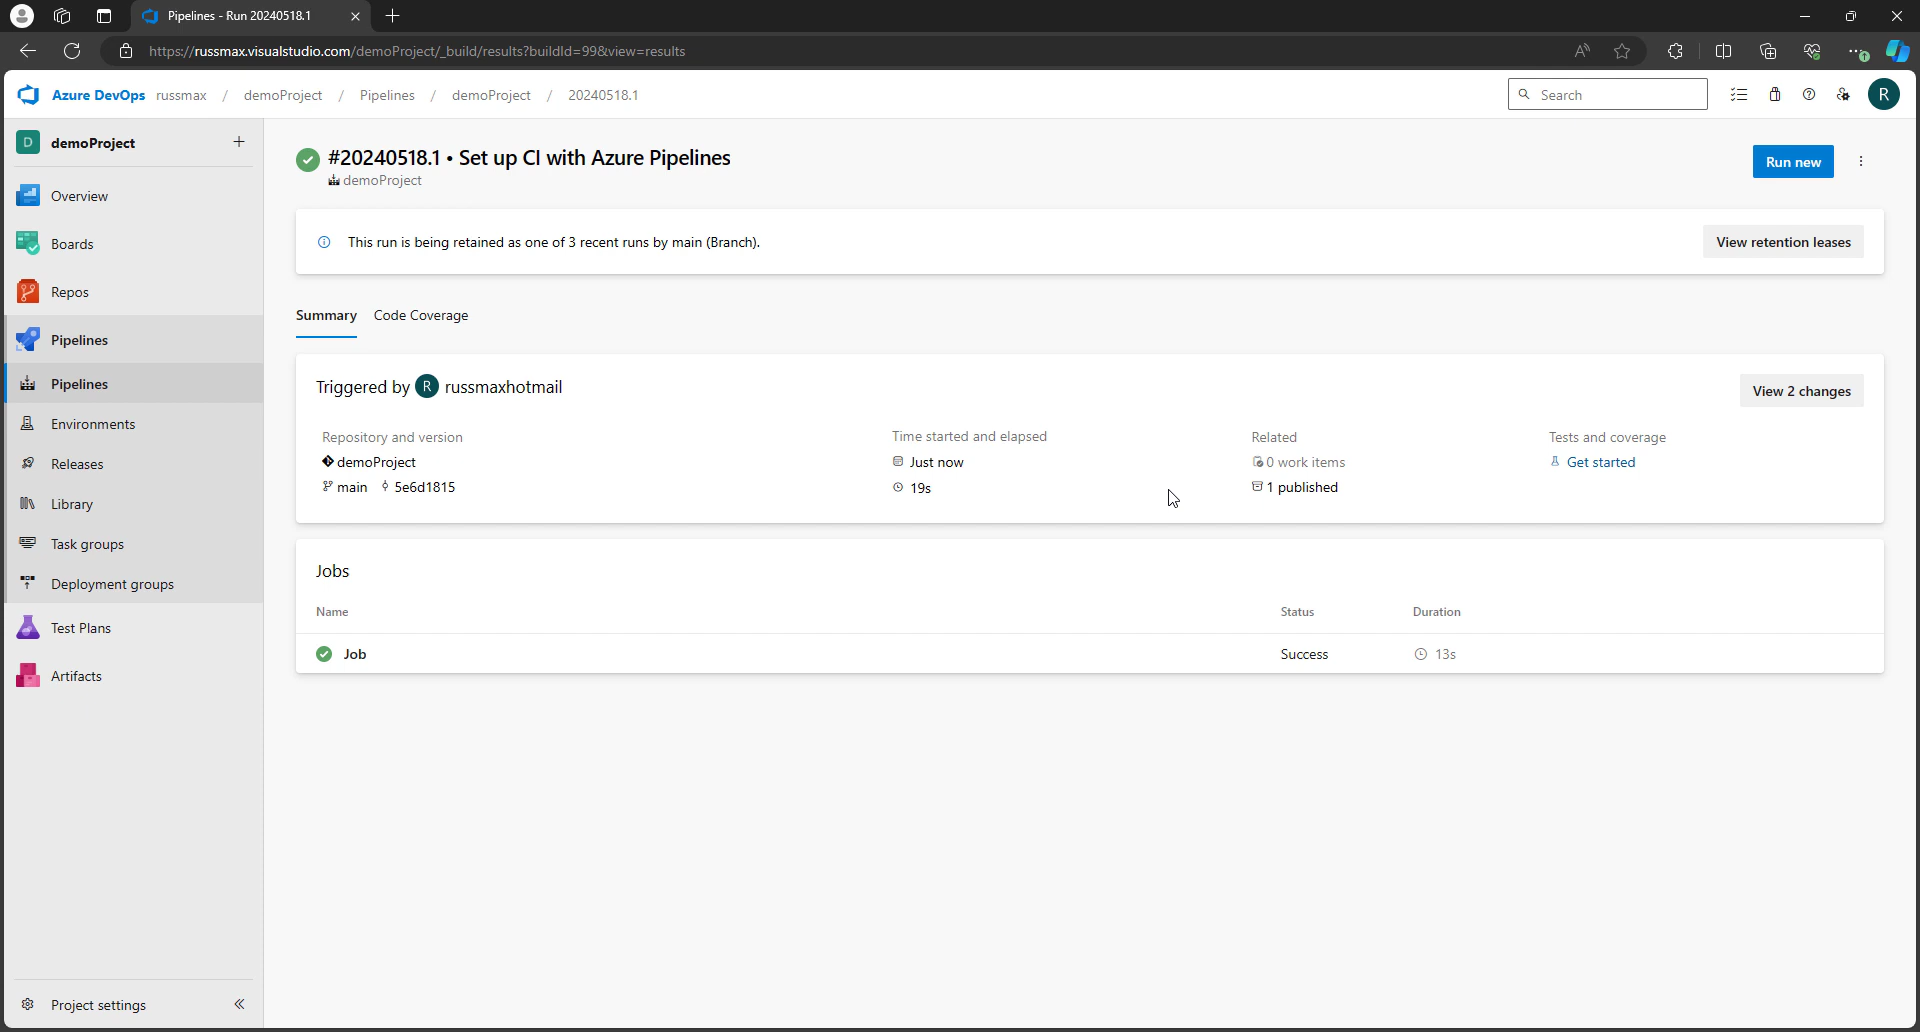 Pipelines - Run 20240518.1
https://russmax.visualstudio.com/demoProject/_build/results?buildId=99&view=results
Azure DevOps russmax / demoProject / Pipelines / demoProject / 20240518.1
Search
R
D demoProject
Overview
Boards
Repos
Pipelines
Pipelines
Environments
Releases
Library
Task groups
Deployment groups
Test Plans
Artifacts
Project settings
#20240518.1 • Set up CI with Azure Pipelines
demoProject
Run new
This run is being retained as one of 3 recent runs by main (Branch).
View retention leases
Summary Code Coverage
Triggered by R russmaxhotmail
View 2 changes
Repository and version
demoProject
main 5e6d1815
Time started and elapsed
Just now
19s
Related
0 work items
1 published
Tests and coverage
Get started
Jobs
Name Status Duration
Job Success 13s